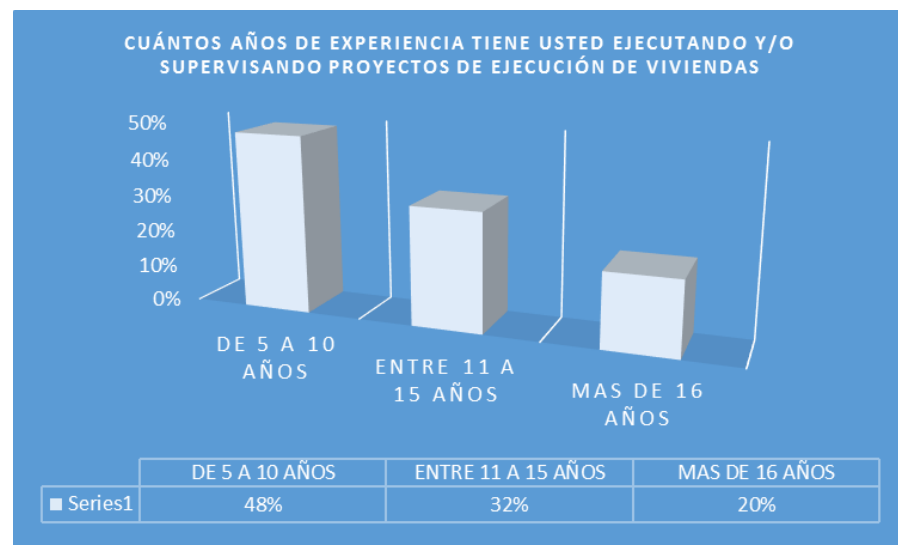 CUÁNTOS AÑOS DE EXPERIENCIA TIENE USTED EJECUTANDO Y/O
SUPERVISANDO PROYECTOS DE EJECUCIÓN DE VIVIENDAS
50%
40%
30%
20%
10%
0%
DE 5 A 10
AÑOS
ENTRE 11 A
15 AÑOS
MAS DE 16
AÑOS
DE 5 A 10 AÑOS ENTRE 11 A 15 AÑOS MAS DE 16 AÑOS
Series1 48% 32% 20%